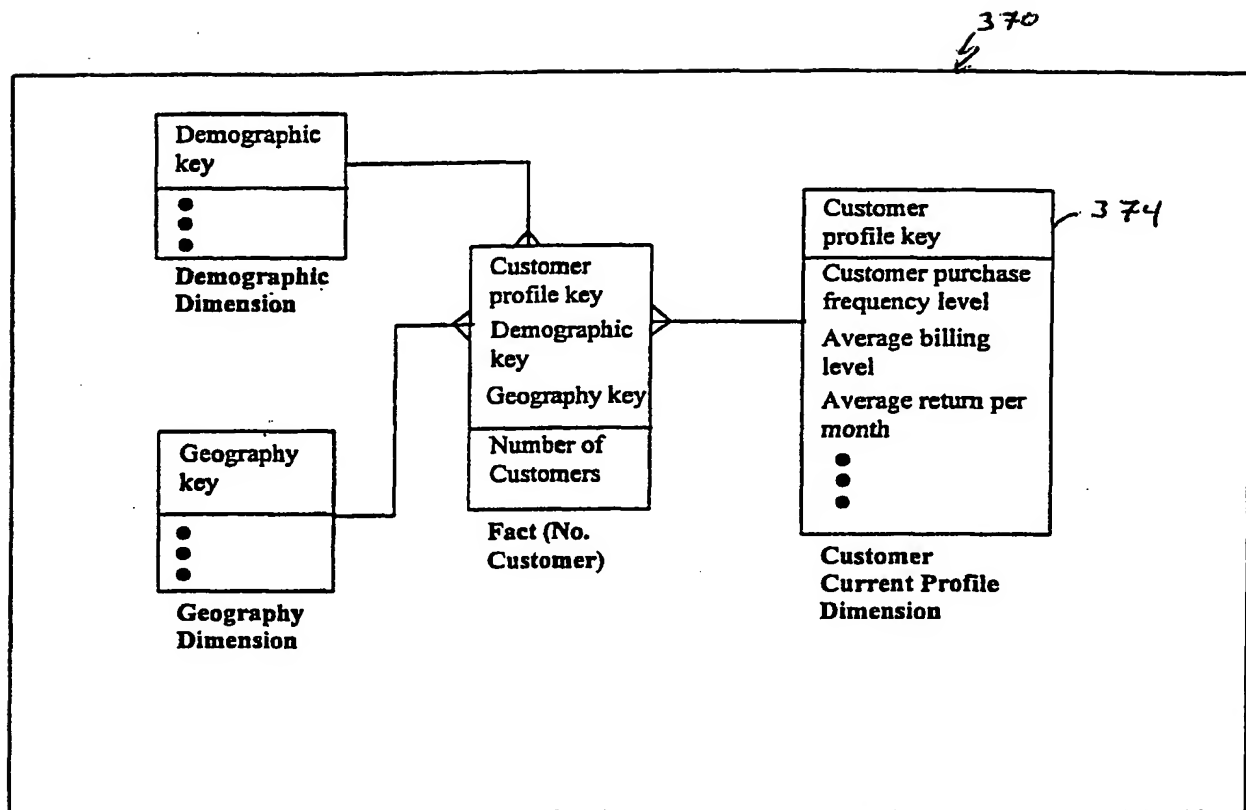 370
Demographic
key
Demographic
Dimension
Geography
key
Geography
Dimension
Customer
profile key
Demographic
key
Geography key
Number of
Customers
Fact (No.
Customer)
374
Customer
profile key
Customer purchase
frequency level
Average billing
level
Average return per
month
Customer
Current Profile
Dimension